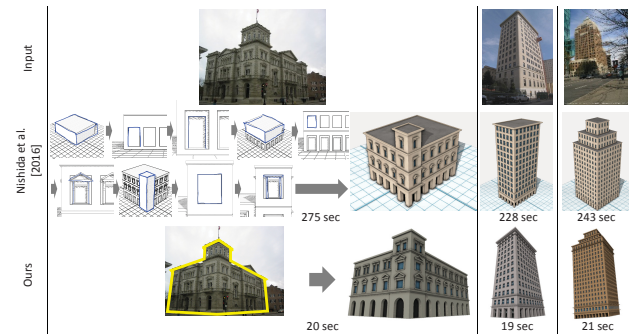 Input
Nishida et al.
[2016]
275 sec
228 sec
243 sec
Ours
20 sec
19 sec
21 sec